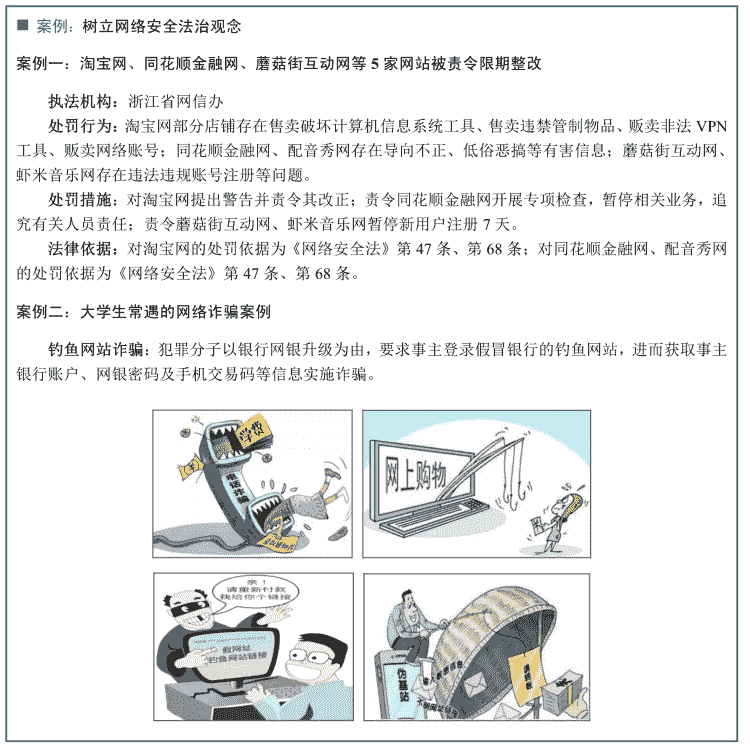 ■ 案例：树立网络安全法治观念
案例一：淘宝网、同花顺金融网、蘑菇街互动网等 5 家网站被责令限期整改
执法机构：浙江省网信办
处罚行为：淘宝网部分店铺存在售卖破坏计算机信息系统工具、售卖违禁管制物品、贩卖非法 VPN
工具、贩卖网络账号；同花顺金融网、配音秀网存在导向不正、低俗恶搞等有害信息；蘑菇街互动网、
虾米音乐网存在违法违规账号注册等问题。
处罚措施：对淘宝网提出警告并责令其改正；责令同花顺金融网开展专项检查，暂停相关业务，追
究有关人员责任；责令蘑菇街互动网、虾米音乐网暂停新用户注册 7 天。
法律依据：对淘宝网的处罚依据为《网络安全法》第 47 条、第 68 条；对同花顺金融网、配音秀网
的处罚依据为《网络安全法》第 47 条、第 68 条。
案例二：大学生常遇的网络诈骗案例
钓鱼网站诈骗：犯罪分子以银行网银升级为由，要求事主登录假冒银行的钓鱼网站，进而获取事主
银行账户、网银密码及手机交易码等信息实施诈骗。
学费
电话诈骗
网上购物
亲！
请重新付款
我给你个链接
假网址
钓鱼网站链接
伪基站